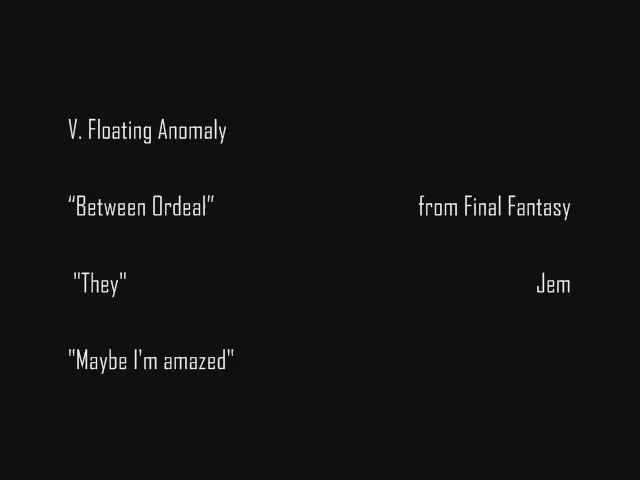 V. Floating Anomaly
“Between Ordeal” from Final Fantasy
"They" Jem
"Maybe I'm amazed"